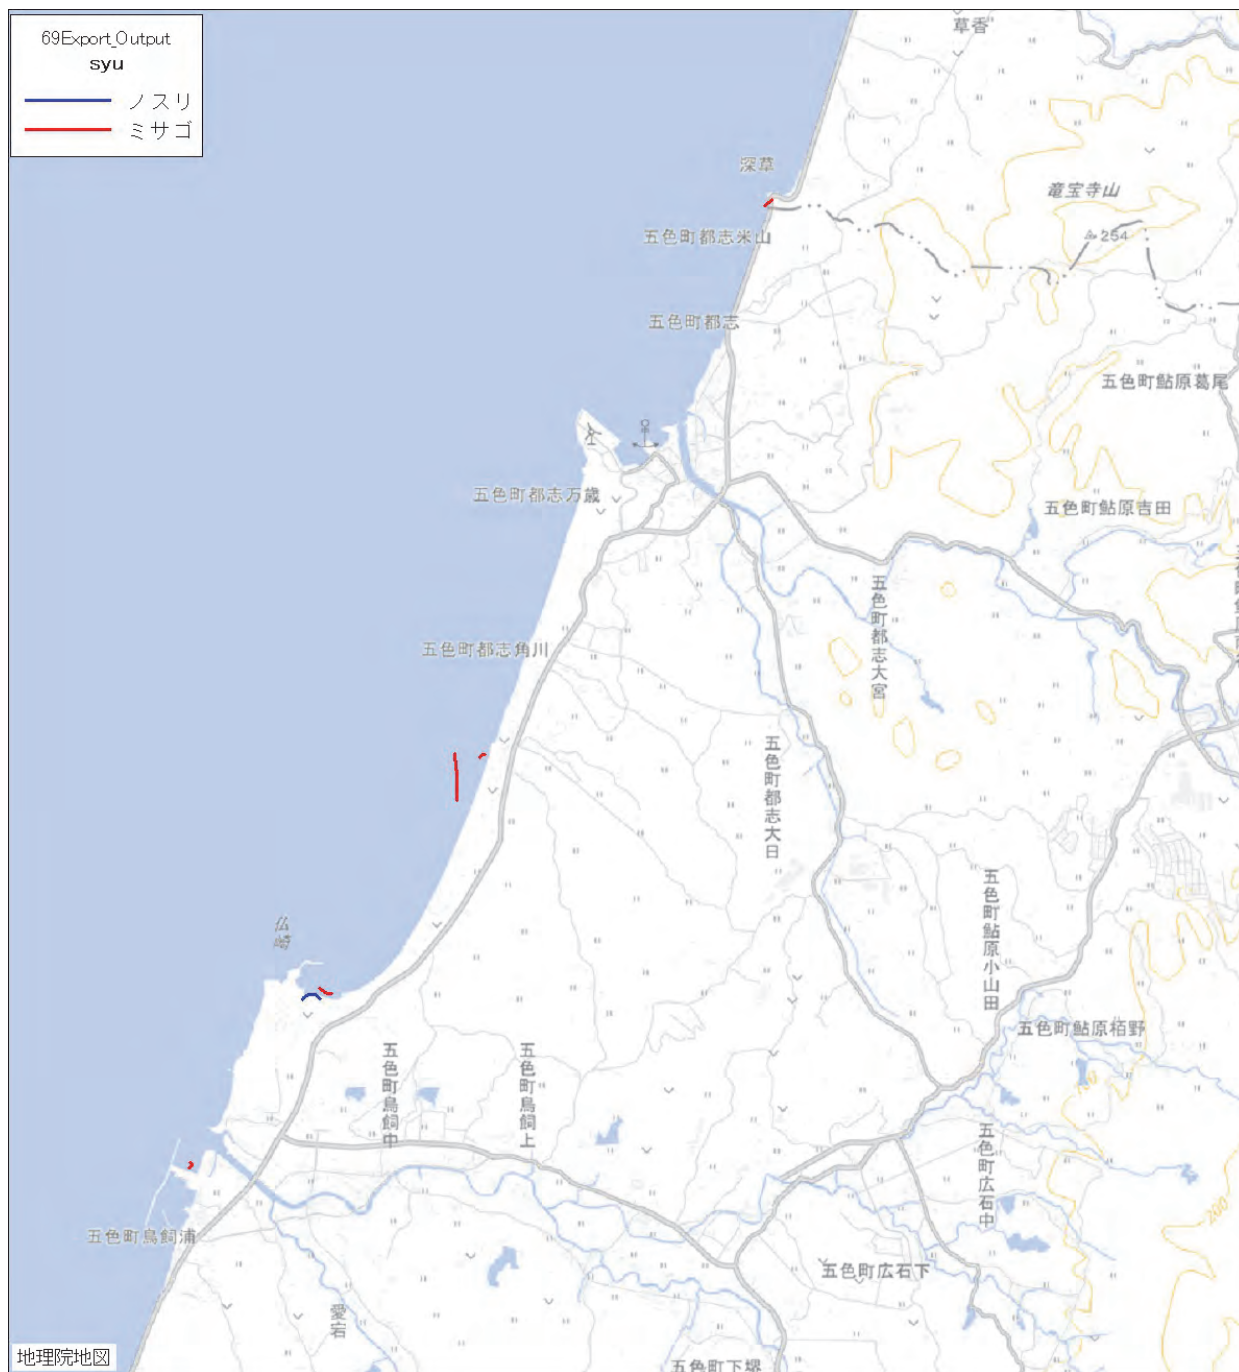 69Export_Output
syu
ノスリ
ミサゴ
草香
深草
竜宝寺山
五色町都志米山
254
五色町都志
五色町鮎原葛尾
五色町都志万歳
五色町鮎原吉田
五色町都志大宮
五色町都志角川
五色町都志大日
五色町鮎原小山田
仏崎
五色町鮎原栢野
五色町鳥飼中
五色町鳥飼上
100
五色町広石中
200
五色町鳥飼浦
五色町広石下
愛宕
地理院地図
五色町下堺